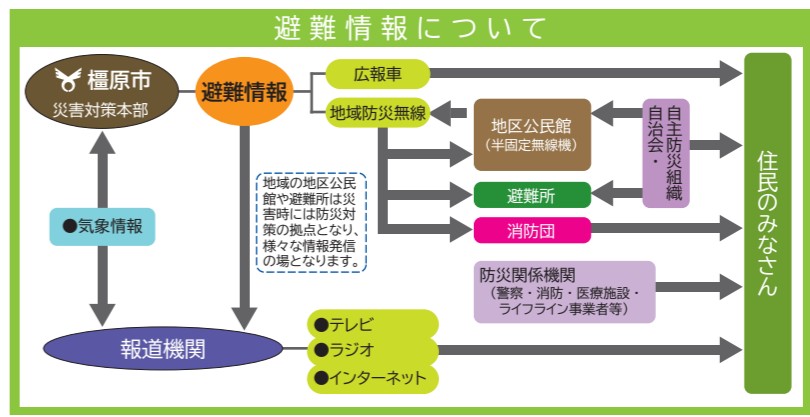 避難情報について
橿原市
災害対策本部
避難情報
広報車
地域防災無線
地区公民館
（半固定無線機）
自治会・
自主防災組織
避難所
消防団
地域の地区公民
館や避難所は災
害時には防災対
策の拠点となり、
様々な情報発信
の場となります。
●気象情報
防災関係機関
（警察・消防・医療施設・
ライフライン事業者等）
報道機関
●テレビ
●ラジオ
●インターネット
住民のみなさん